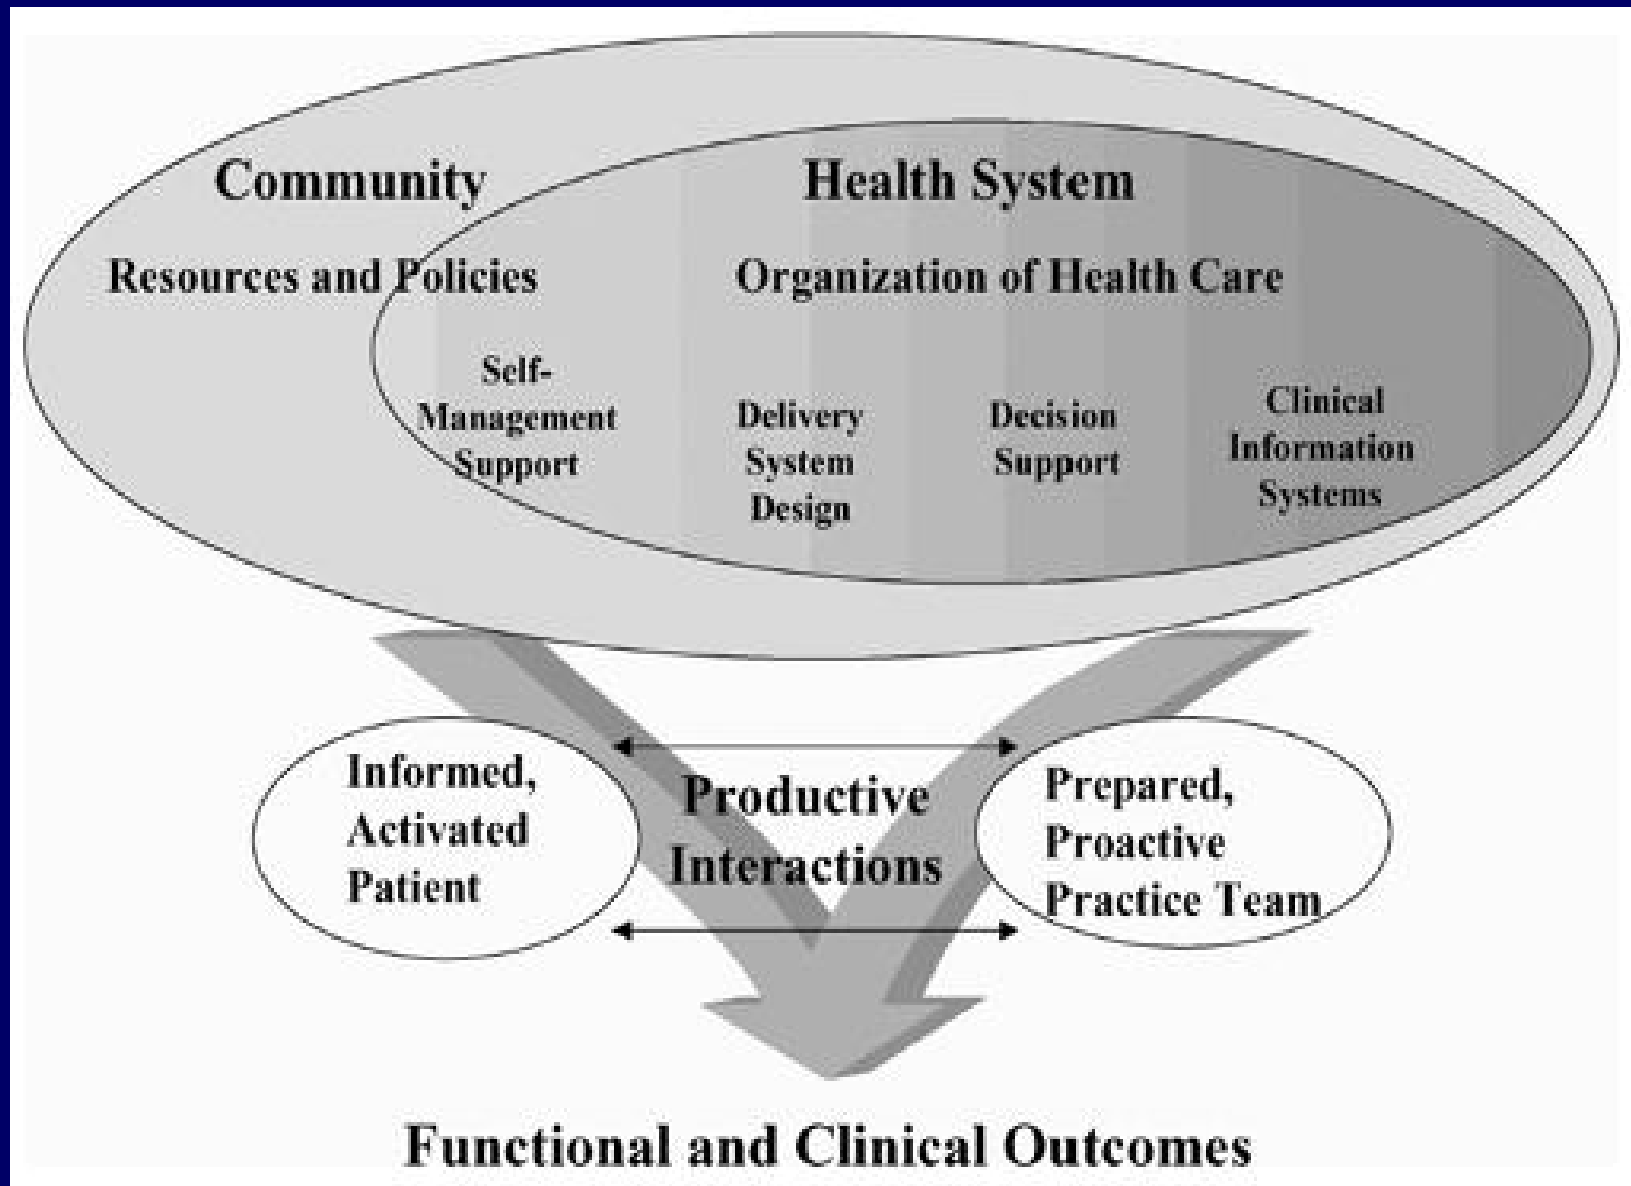 Community
Resources and Policies
Health System
Organization of Health Care
Self-
Management
Support
Delivery
System
Design
Decision
Support
Clinical
Information
Systems
Informed,
Activated
Patient
Productive
Interactions
Prepared,
Proactive
Practice Team
Functional and Clinical Outcomes